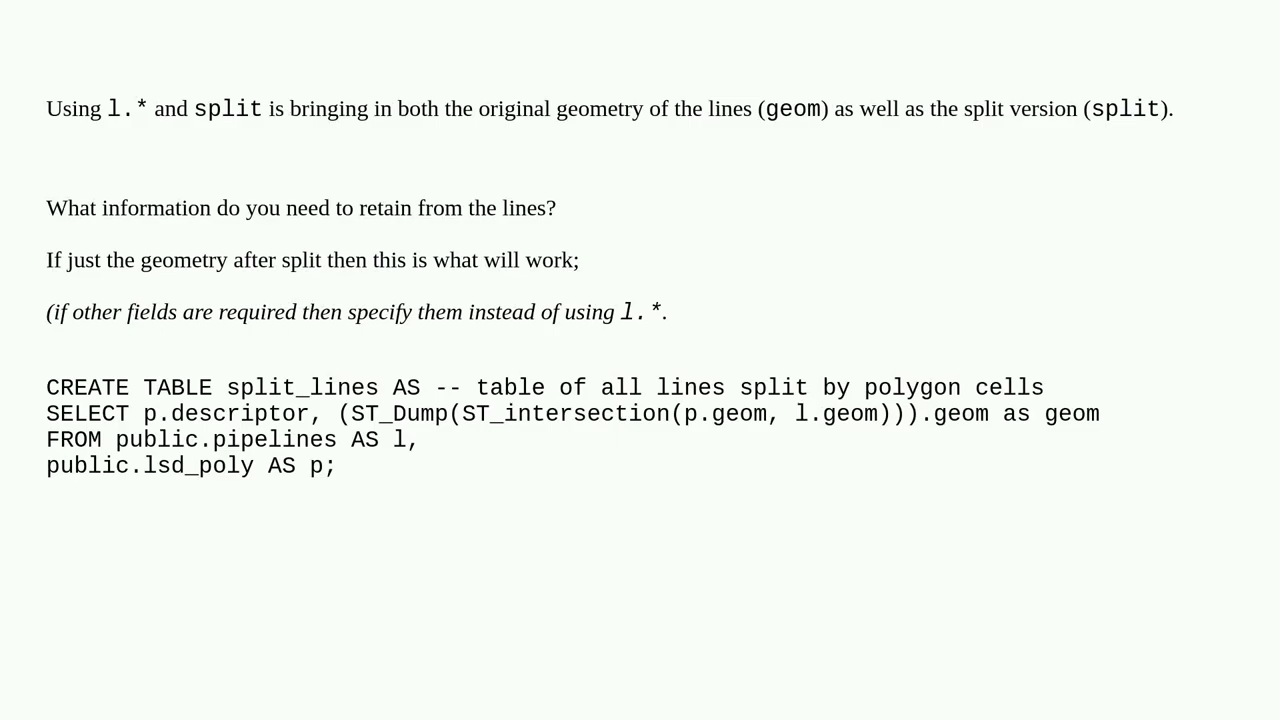 Using l.* and split is bringing in both the original geometry of the lines (geom) as well as the split version (split).
What information do you need to retain from the lines?
If just the geometry after split then this is what will work;
(if other fields are required then specify them instead of using l.*.
CREATE TABLE split_lines AS -- table of all lines split by polygon cells
SELECT p.descriptor, (ST_Dump(ST_intersection(p.geom, l.geom))).geom as geom
FROM public.pipelines AS l,
public.lsd_poly AS p;